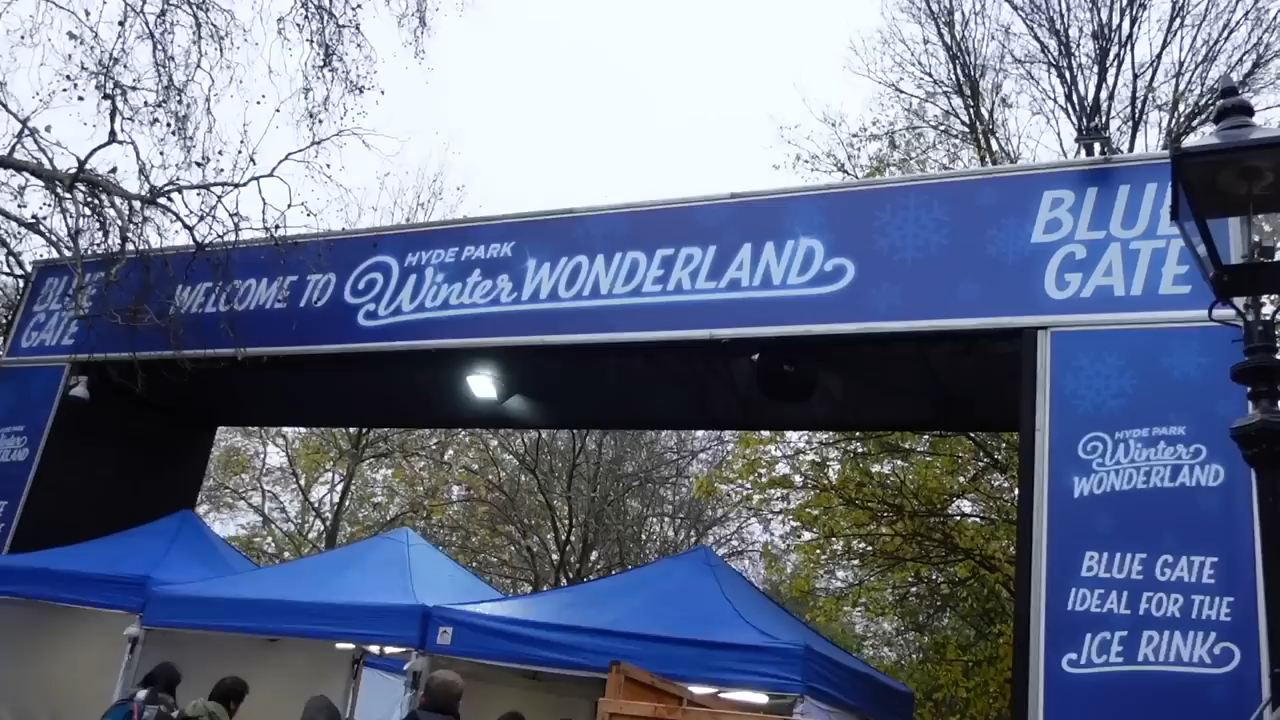 BLUE
GATE
WELCOME TO
HYDE PARK
Winter WONDERLAND
BLUE
GATE
HYDE PARK
Winter
WONDERLAND
BLUE GATE
IDEAL FOR THE
ICE RINK